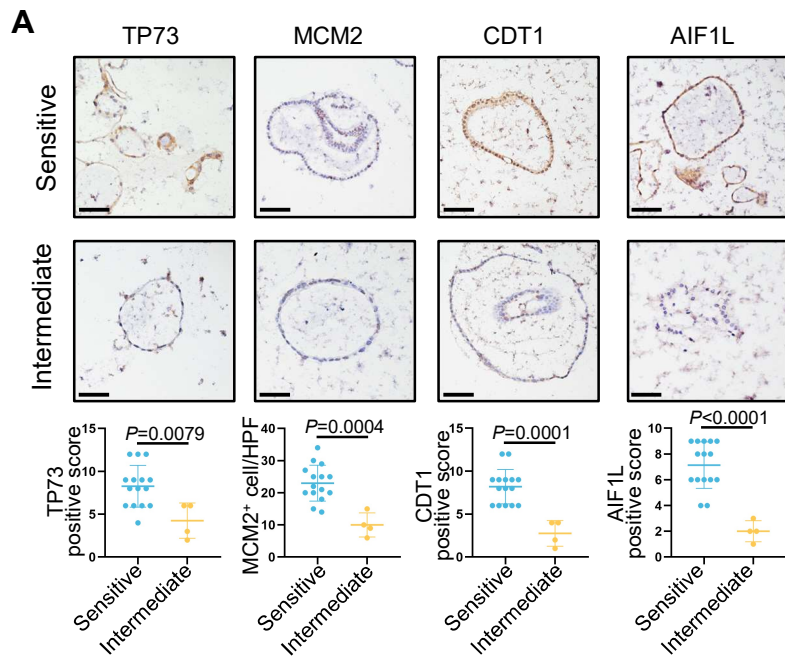 A
TP73 MCM2 CDT1 AIF1L
Sensitive
Intermediate
P=0.0079
TP73
positive score
15
10
5
0
Sensitive
Intermediate
P=0.0004
MCM2⁺ cell/HPF
40
30
20
10
0
Sensitive
Intermediate
P=0.0001
CDT1
positive score
15
10
5
0
Sensitive
Intermediate
P<0.0001
AIF1L
positive score
10
8
6
4
2
0
Sensitive
Intermediate